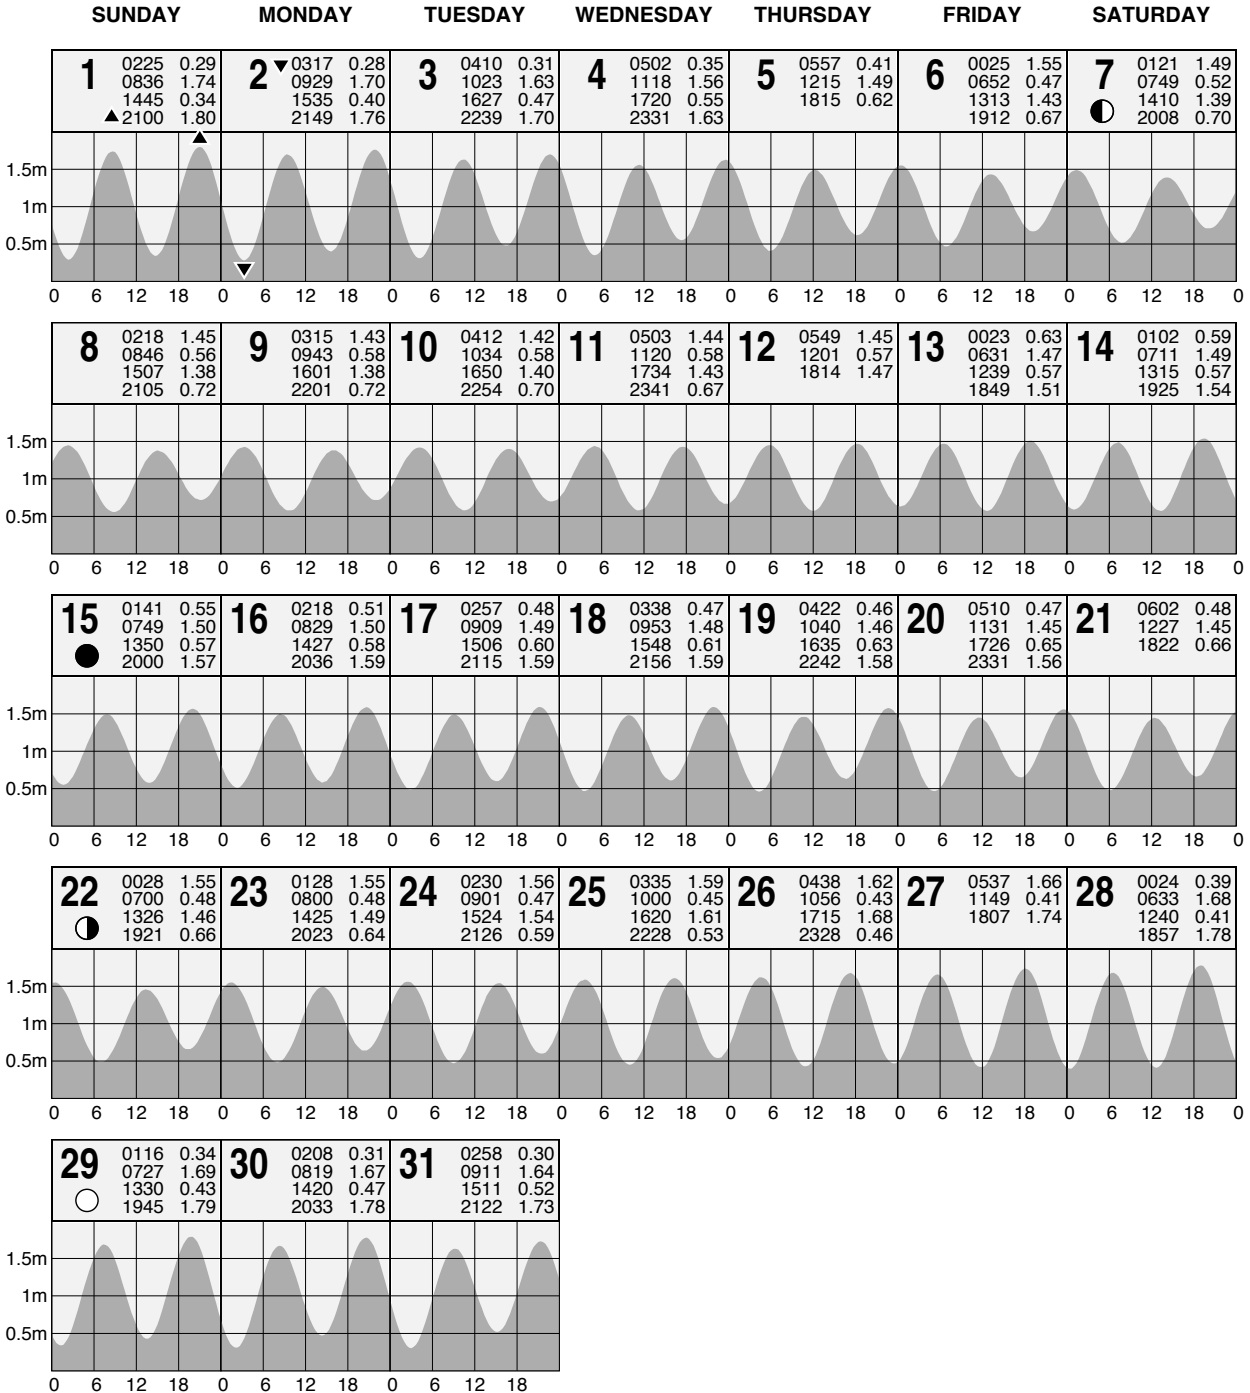 SUNDAY MONDAY TUESDAY WEDNESDAY THURSDAY FRIDAY SATURDAY
1 0225 0.29
0836 1.74
1445 0.34
▲2100 1.80
2 ▼0317 0.28
0929 1.70
1535 0.40
2149 1.76
3 0410 0.31
1023 1.63
1627 0.47
2239 1.70
4 0502 0.35
1118 1.56
1720 0.55
2331 1.63
5 0557 0.41
1215 1.49
1815 0.62
6 0025 1.55
0652 0.47
1313 1.43
1912 0.67
7 0121 1.49
0749 0.52
1410 1.39
2008 0.70
1.5m
1m
0.5m
0 6 12 18 0 6 12 18 0 6 12 18 0 6 12 18 0 6 12 18 0 6 12 18 0 6 12 18 0
8 0218 1.45
0846 0.56
1507 1.38
2105 0.72
9 0315 1.43
0943 0.58
1601 1.38
2201 0.72
10 0412 1.42
1034 0.58
1650 1.40
2254 0.70
11 0503 1.44
1120 0.58
1734 1.43
2341 0.67
12 0549 1.45
1201 0.57
1814 1.47
13 0023 0.63
0631 1.47
1239 0.57
1849 1.51
14 0102 0.59
0711 1.49
1315 0.57
1925 1.54
1.5m
1m
0.5m
0 6 12 18 0 6 12 18 0 6 12 18 0 6 12 18 0 6 12 18 0 6 12 18 0 6 12 18 0
15 0141 0.55
0749 1.50
1350 0.57
2000 1.57
16 0218 0.51
0829 1.50
1427 0.58
2036 1.59
17 0257 0.48
0909 1.49
1506 0.60
2115 1.59
18 0338 0.47
0953 1.48
1548 0.61
2156 1.59
19 0422 0.46
1040 1.46
1635 0.63
2242 1.58
20 0510 0.47
1131 1.45
1726 0.65
2331 1.56
21 0602 0.48
1227 1.45
1822 0.66
1.5m
1m
0.5m
0 6 12 18 0 6 12 18 0 6 12 18 0 6 12 18 0 6 12 18 0 6 12 18 0 6 12 18 0
22 0028 1.55
0700 0.48
1326 1.46
1921 0.66
23 0128 1.55
0800 0.48
1425 1.49
2023 0.64
24 0230 1.56
0901 0.47
1524 1.54
2126 0.59
25 0335 1.59
1000 0.45
1620 1.61
2228 0.53
26 0438 1.62
1056 0.43
1715 1.68
2328 0.46
27 0537 1.66
1149 0.41
1807 1.74
28 0024 0.39
0633 1.68
1240 0.41
1857 1.78
1.5m
1m
0.5m
0 6 12 18 0 6 12 18 0 6 12 18 0 6 12 18 0 6 12 18 0 6 12 18 0 6 12 18 0
29 0116 0.34
0727 1.69
1330 0.43
1945 1.79
30 0208 0.31
0819 1.67
1420 0.47
2033 1.78
31 0258 0.30
0911 1.64
1511 0.52
2122 1.73
1.5m
1m
0.5m
0 6 12 18 0 6 12 18 0 6 12 18